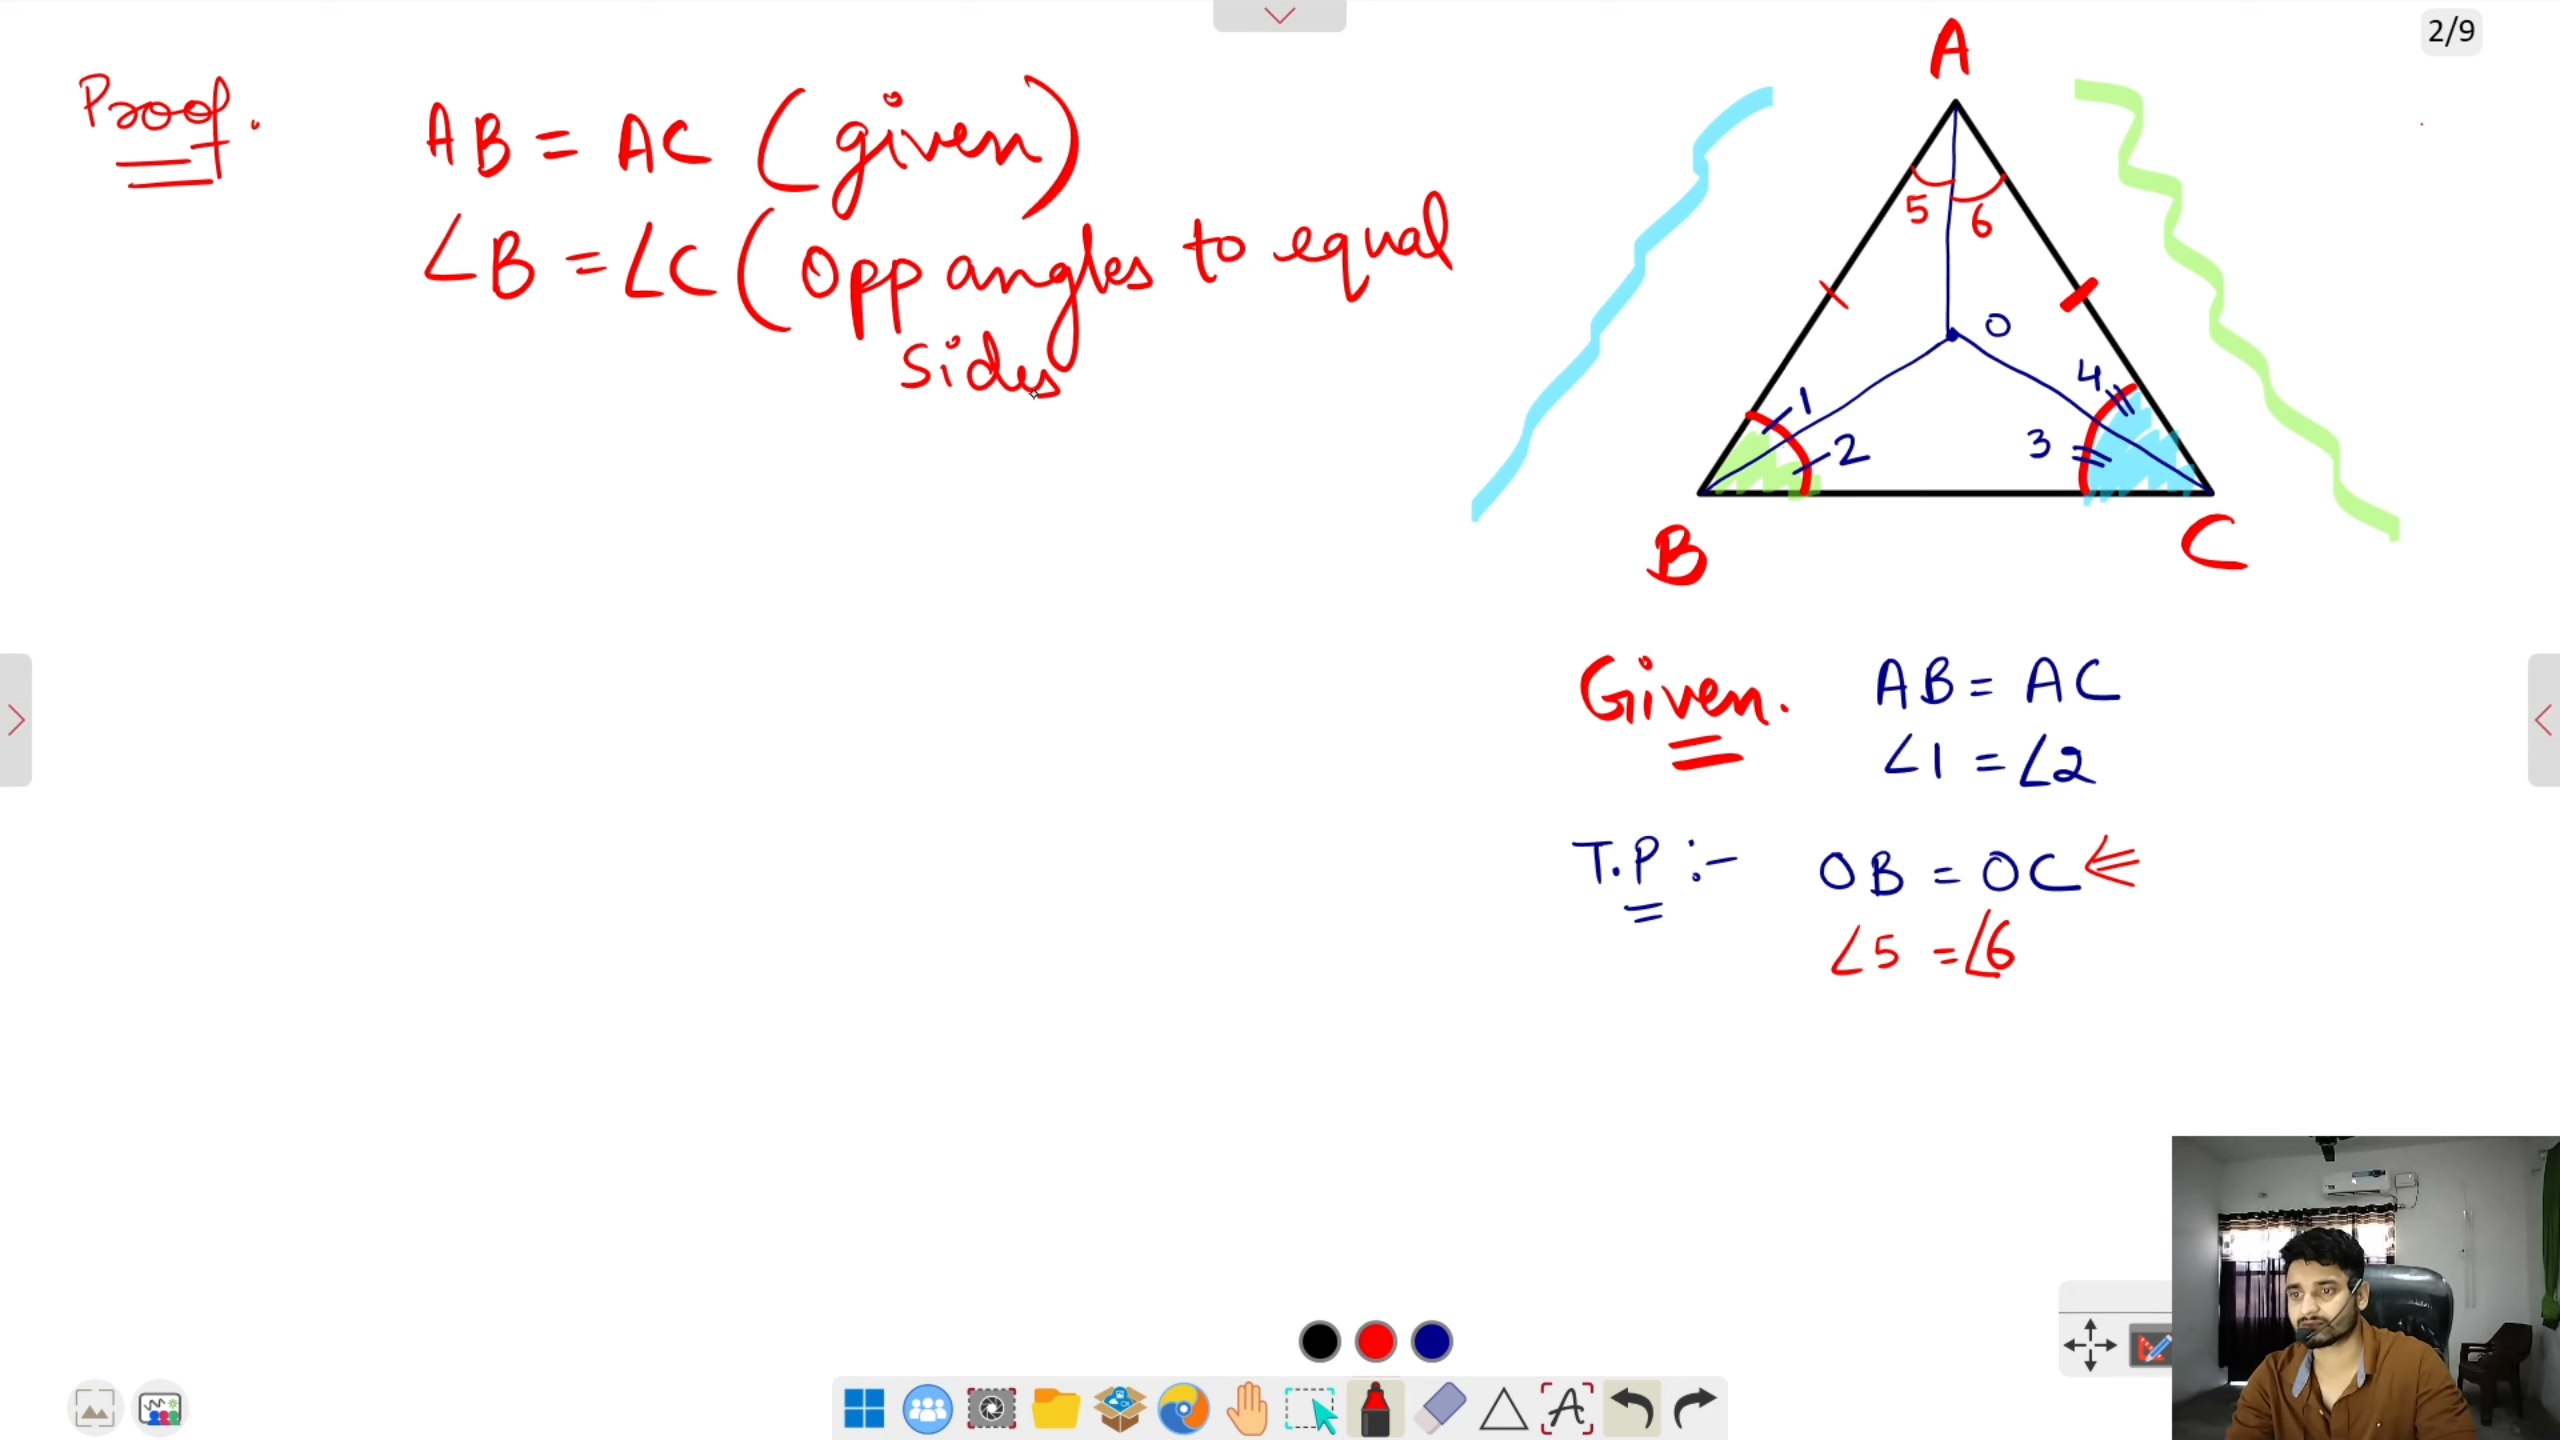 2/9
Proof.
AB = AC (given)
∠B = ∠C (Opp angles to equal
sides
A
5 6
O
1
2
3
4
B
C
Given. AB = AC
∠1 = ∠2
T.P :- OB = OC ⇐
∠5 = ∠6